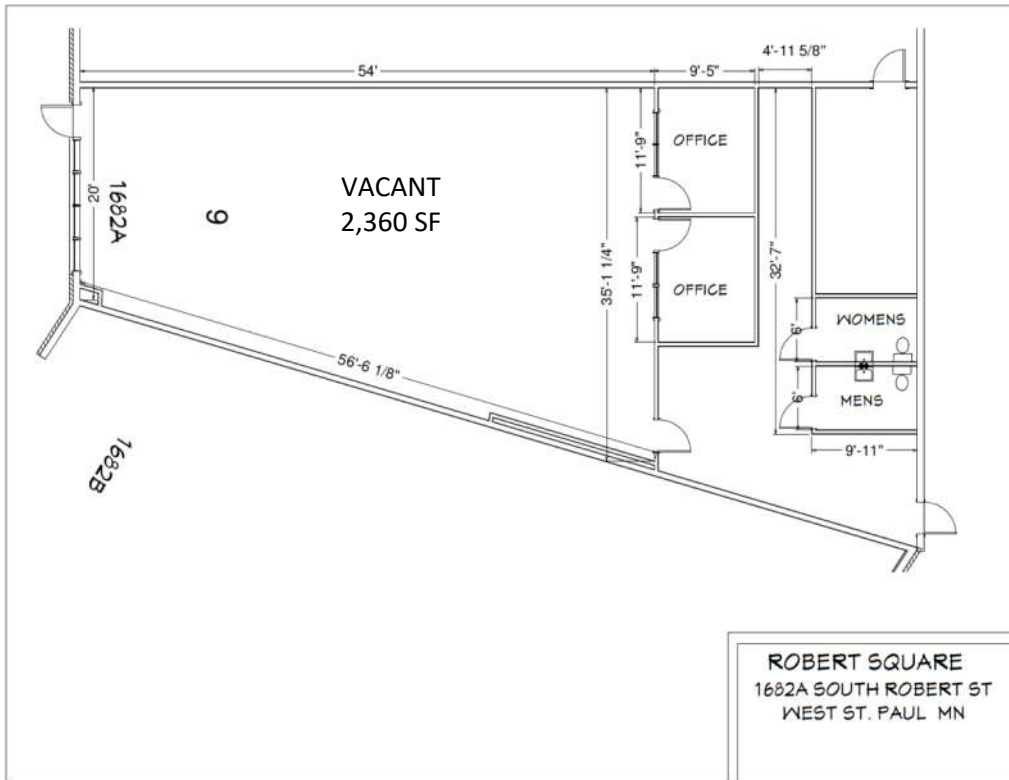 4'-11 5/8"
54'
9'-5"
11'-9"
OFFICE
VACANT
2,360 SF
20'
1682A
9
35'-1 1/4"
32'-7"
11'-9"
OFFICE
6'
WOMENS
56'-6 1/8"
6'
MENS
9'-11"
1682B
ROBERT SQUARE
1682A SOUTH ROBERT ST
WEST ST. PAUL MN